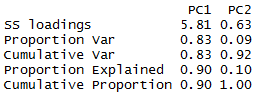 PC1 PC2
SS loadings 5.81 0.63
Proportion Var 0.83 0.09
Cumulative Var 0.83 0.92
Proportion Explained 0.90 0.10
Cumulative Proportion 0.90 1.00